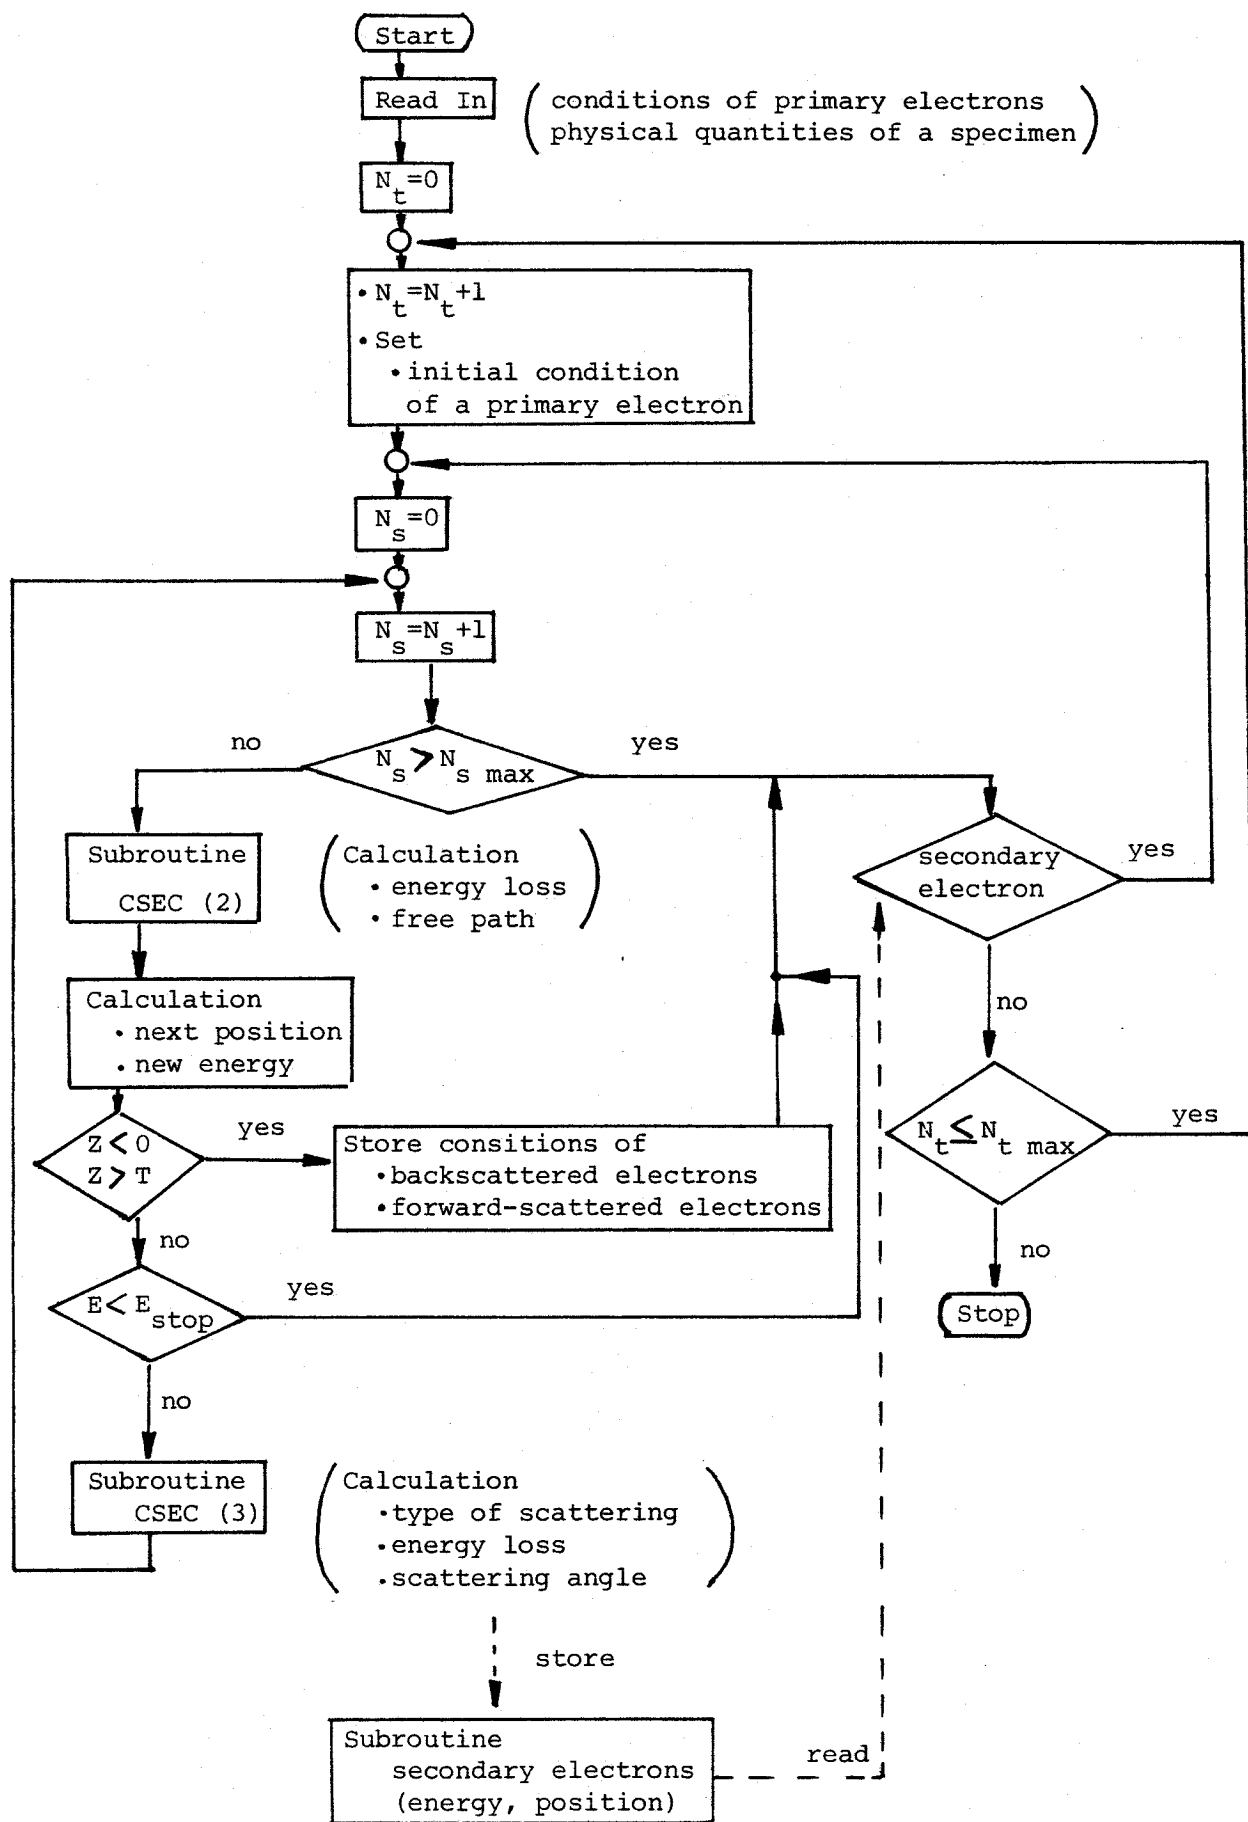 Start
Read In
(conditions of primary electrons
physical quantities of a specimen)
N_t=0
• N_t=N_t+1
• Set
• initial condition
of a primary electron
N_s=0
N_s=N_s+1
no
N_s > N_s max
yes
Subroutine
CSEC (2)
(Calculation
• energy loss
• free path)
secondary
electron
yes
Calculation
• next position
• new energy
no
Z < 0
Z > T
yes
Store consitions of
• backscattered electrons
• forward-scattered electrons
N_t ≤ N_t max
yes
no
no
E < E_stop
yes
Stop
no
Subroutine
CSEC (3)
(Calculation
• type of scattering
• energy loss
• scattering angle)
store
Subroutine
secondary electrons
(energy, position)
read